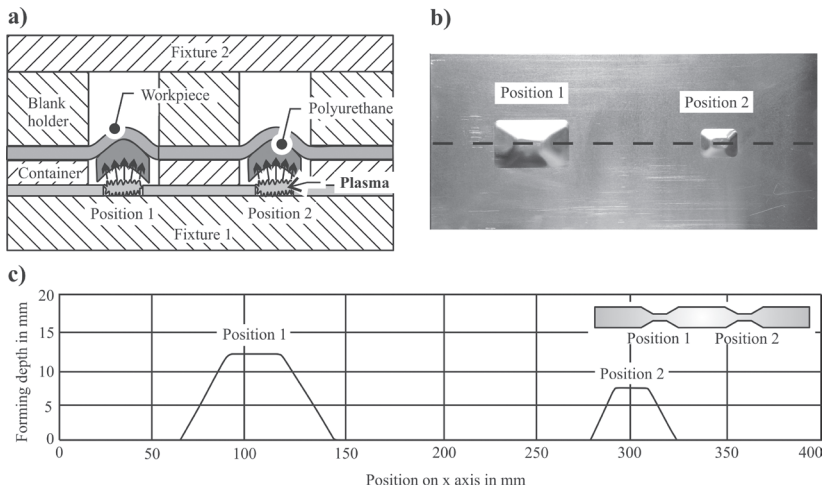 a)
Fixture 2
Blank
holder
Workpiece
Polyurethane
Container
Plasma
Position 1
Position 2
Fixture 1
b)
Position 1
Position 2
c)
Forming depth in mm
20
15
10
5
0
Position 1
Position 2
Position 1
Position 2
0
50
100
150
200
250
300
350
400
Position on x axis in mm